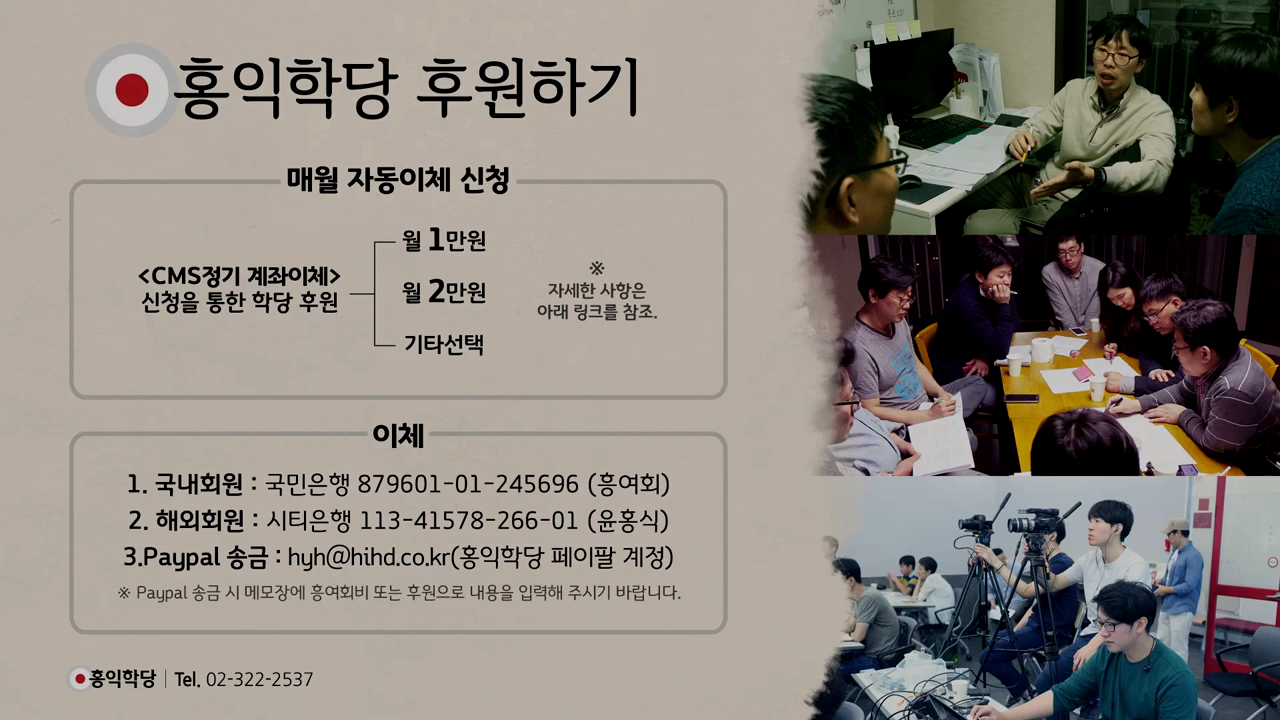 홍익학당 후원하기
매월 자동이체 신청
<CMS정기 계좌이체>
신청을 통한 학당 후원
월 1만원
월 2만원
기타선택
※
자세한 사항은
아래 링크를 참조.
이체
1. 국내회원 : 국민은행 879601-01-245696 (흥여회)
2. 해외회원 : 시티은행 113-41578-266-01 (윤홍식)
3.Paypal 송금 : hyh@hihd.co.kr(홍익학당 페이팔 계정)
※ Paypal 송금 시 메모장에 흥여회비 또는 후원으로 내용을 입력해 주시기 바랍니다.
홍익학당 | Tel. 02-322-2537